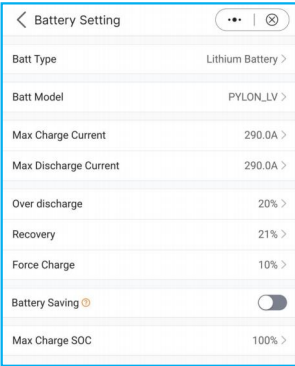 Battery Setting
Batt Type Lithium Battery >
Batt Model PYLON_LV >
Max Charge Current 290.0A >
Max Discharge Current 290.0A >
Over discharge 20% >
Recovery 21% >
Force Charge 10% >
Battery Saving ?
Max Charge SOC 100% >